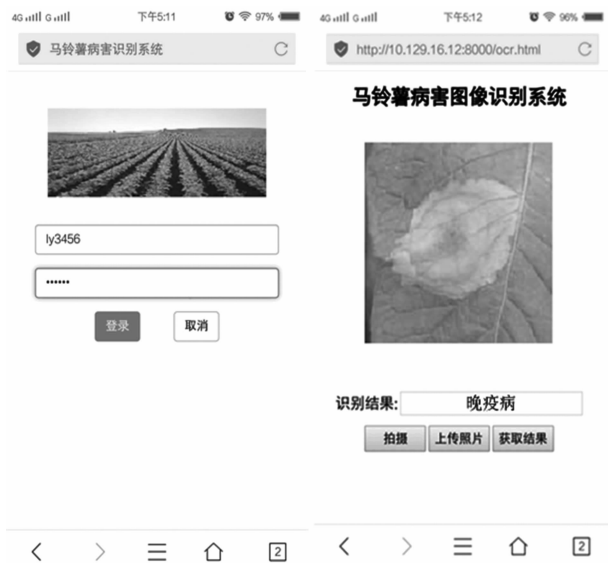 4G G 下午5:11 97%
马铃薯病害识别系统
ly3456
••••••
登录 取消
2
4G G 下午5:12 96%
http://10.129.16.12:8000/ocr.html
马铃薯病害图像识别系统
识别结果: 晚疫病
拍摄 上传照片 获取结果
2